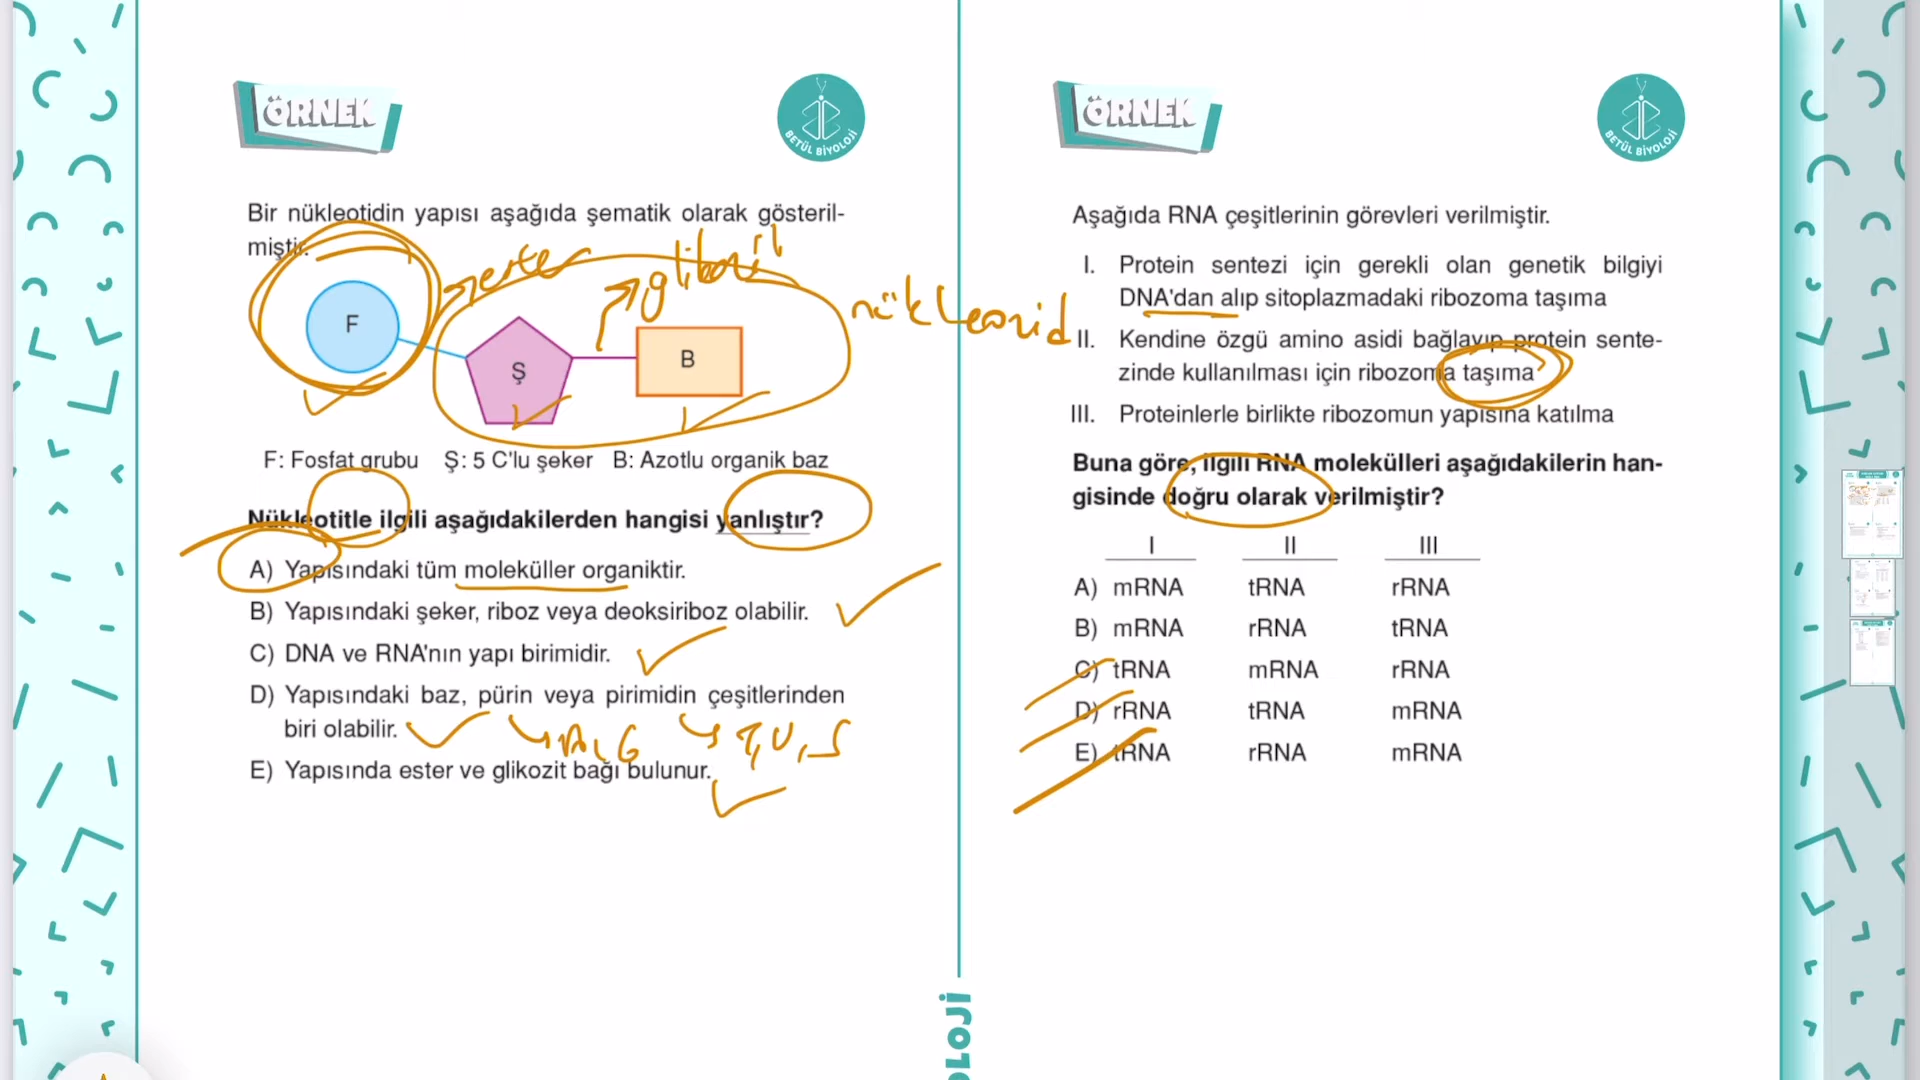 ÖRNEK
BETÜL BİYOLOJİ
Bir nükleotidin yapısı aşağıda şematik olarak gösteril-
miştir.
ester
glikozit
nükleozid
F
Ş
B
F: Fosfat grubu Ş: 5 C'lu şeker B: Azotlu organik baz
Nükleotitle ilgili aşağıdakilerden hangisi yanlıştır?
A) Yapısındaki tüm moleküller organiktir.
B) Yapısındaki şeker, riboz veya deoksiriboz olabilir.
C) DNA ve RNA'nın yapı birimidir.
D) Yapısındaki baz, pürin veya pirimidin çeşitlerinden
biri olabilir.
A, G T, U, S
E) Yapısında ester ve glikozit bağı bulunur.
ÖRNEK
BETÜL BİYOLOJİ
Aşağıda RNA çeşitlerinin görevleri verilmiştir.
I. Protein sentezi için gerekli olan genetik bilgiyi
DNA'dan alıp sitoplazmadaki ribozoma taşıma
II. Kendine özgü amino asidi bağlayıp protein sente-
zinde kullanılması için ribozoma taşıma
III. Proteinlerle birlikte ribozomun yapısına katılma
Buna göre, ilgili RNA molekülleri aşağıdakilerin han-
gisinde doğru olarak verilmiştir?
I II III
A) mRNA tRNA rRNA
B) mRNA rRNA tRNA
C) tRNA mRNA rRNA
D) rRNA tRNA mRNA
E) tRNA rRNA mRNA
OLOJİ